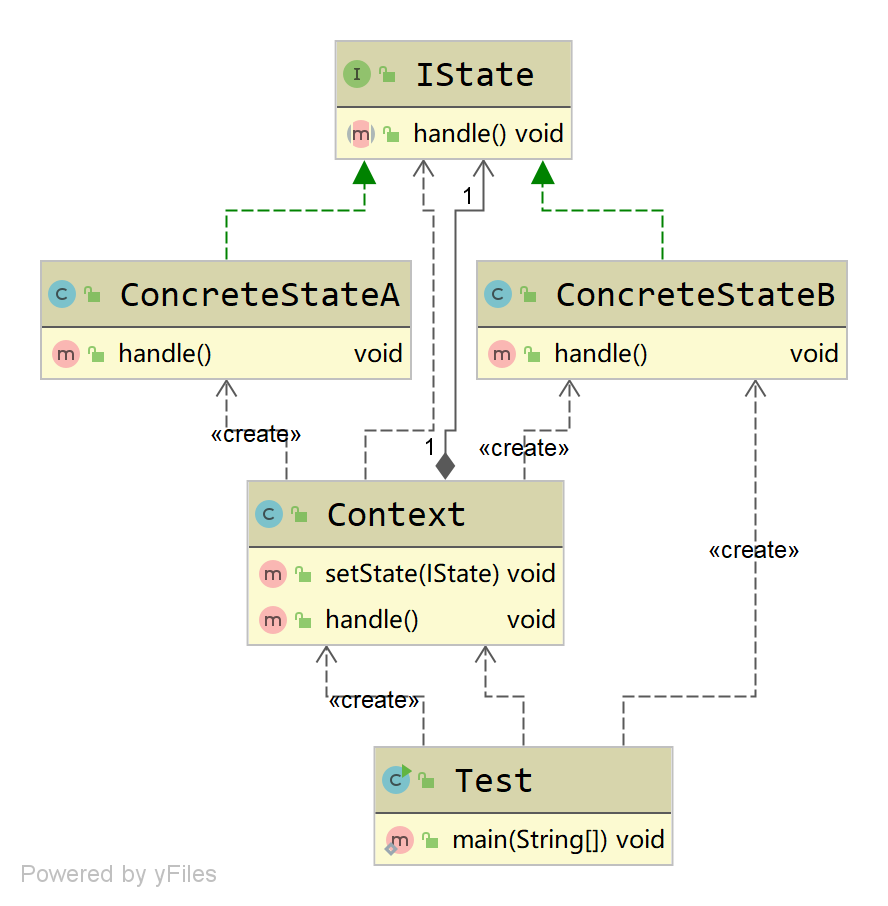 I IState
m handle() void
1
C ConcreteStateA
m handle() void
C ConcreteStateB
m handle() void
«create»
1
«create»
C Context
m setState(IState) void
m handle() void
«create»
«create»
C Test
m main(String[]) void
Powered by yFiles